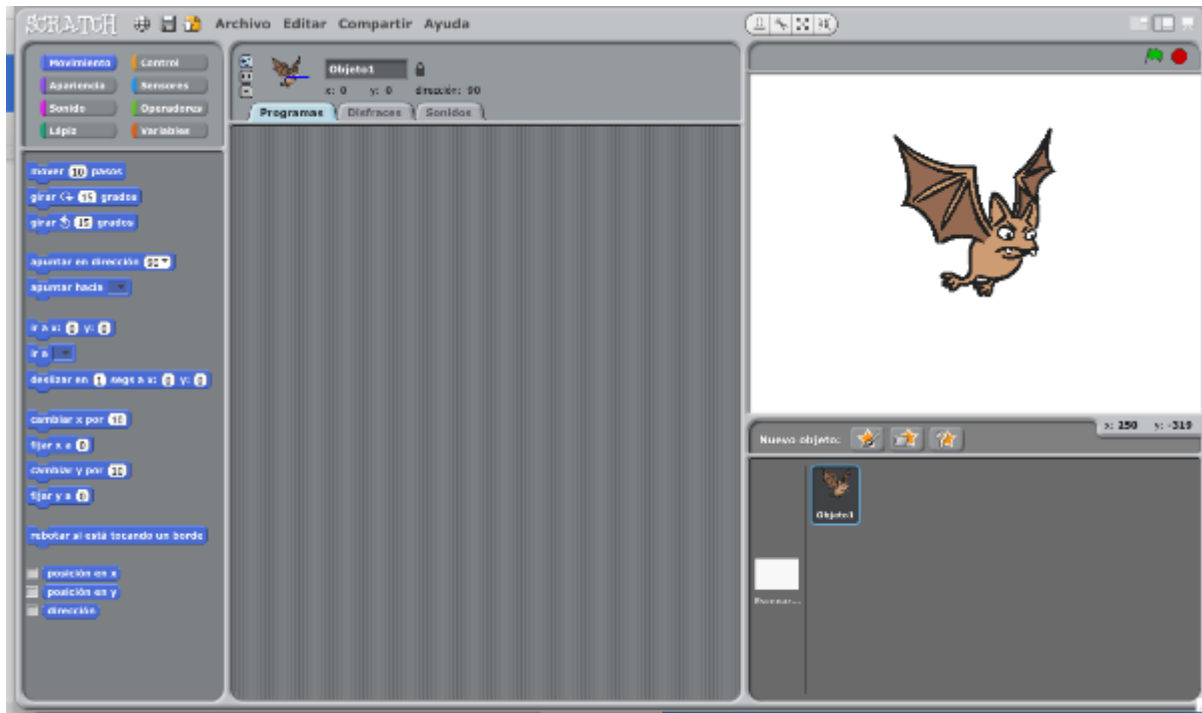 SCRATCH Archivo Editar Compartir Ayuda
Movimiento Control
Apariencia Sensores
Sonido Operadores
Lápiz Variables
mover 10 pasos
girar 15 grados
girar 15 grados
apuntar en dirección 90
apuntar hacia
ir a x: 0 y: 0
ir a
deslizar en 1 segs a x: 0 y: 0
cambiar x por 10
fijar x a 0
cambiar y por 10
fijar y a 0
rebotar si está tocando un borde
posición en x
posición en y
dirección
Objeto1
x: 0 y: 0 dirección: 90
Programas Disfraces Sonidos
x: 250 y: -319
Nuevo objeto:
Objeto1
Escenar...